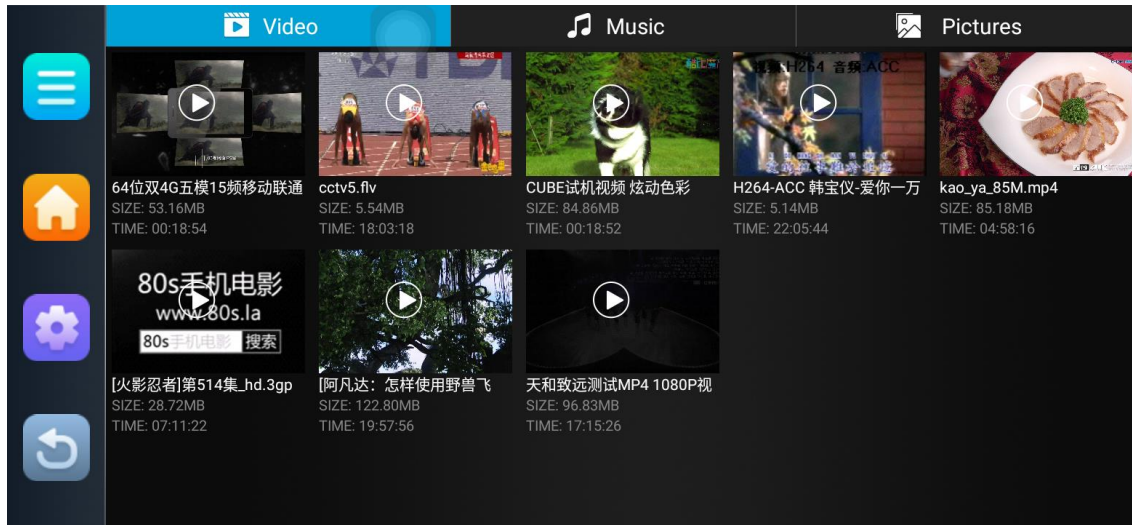 Video
Music
Pictures
视频:H264 音频:ACC
64位双4G五模15频移动联通
SIZE: 53.16MB
TIME: 00:18:54
cctv5.flv
SIZE: 5.54MB
TIME: 18:03:18
CUBE试机视频 炫动色彩
SIZE: 84.86MB
TIME: 00:18:52
H264-ACC 韩宝仪-爱你一万
SIZE: 5.14MB
TIME: 22:05:44
kao_ya_85M.mp4
SIZE: 85.18MB
TIME: 04:58:16
80s手机电影
www.80s.la
80s手机电影 搜索
[火影忍者]第514集_hd.3gp
SIZE: 28.72MB
TIME: 07:11:22
[阿凡达：怎样使用野兽飞
SIZE: 122.80MB
TIME: 19:57:56
天和致远测试MP4 1080P视
SIZE: 96.83MB
TIME: 17:15:26